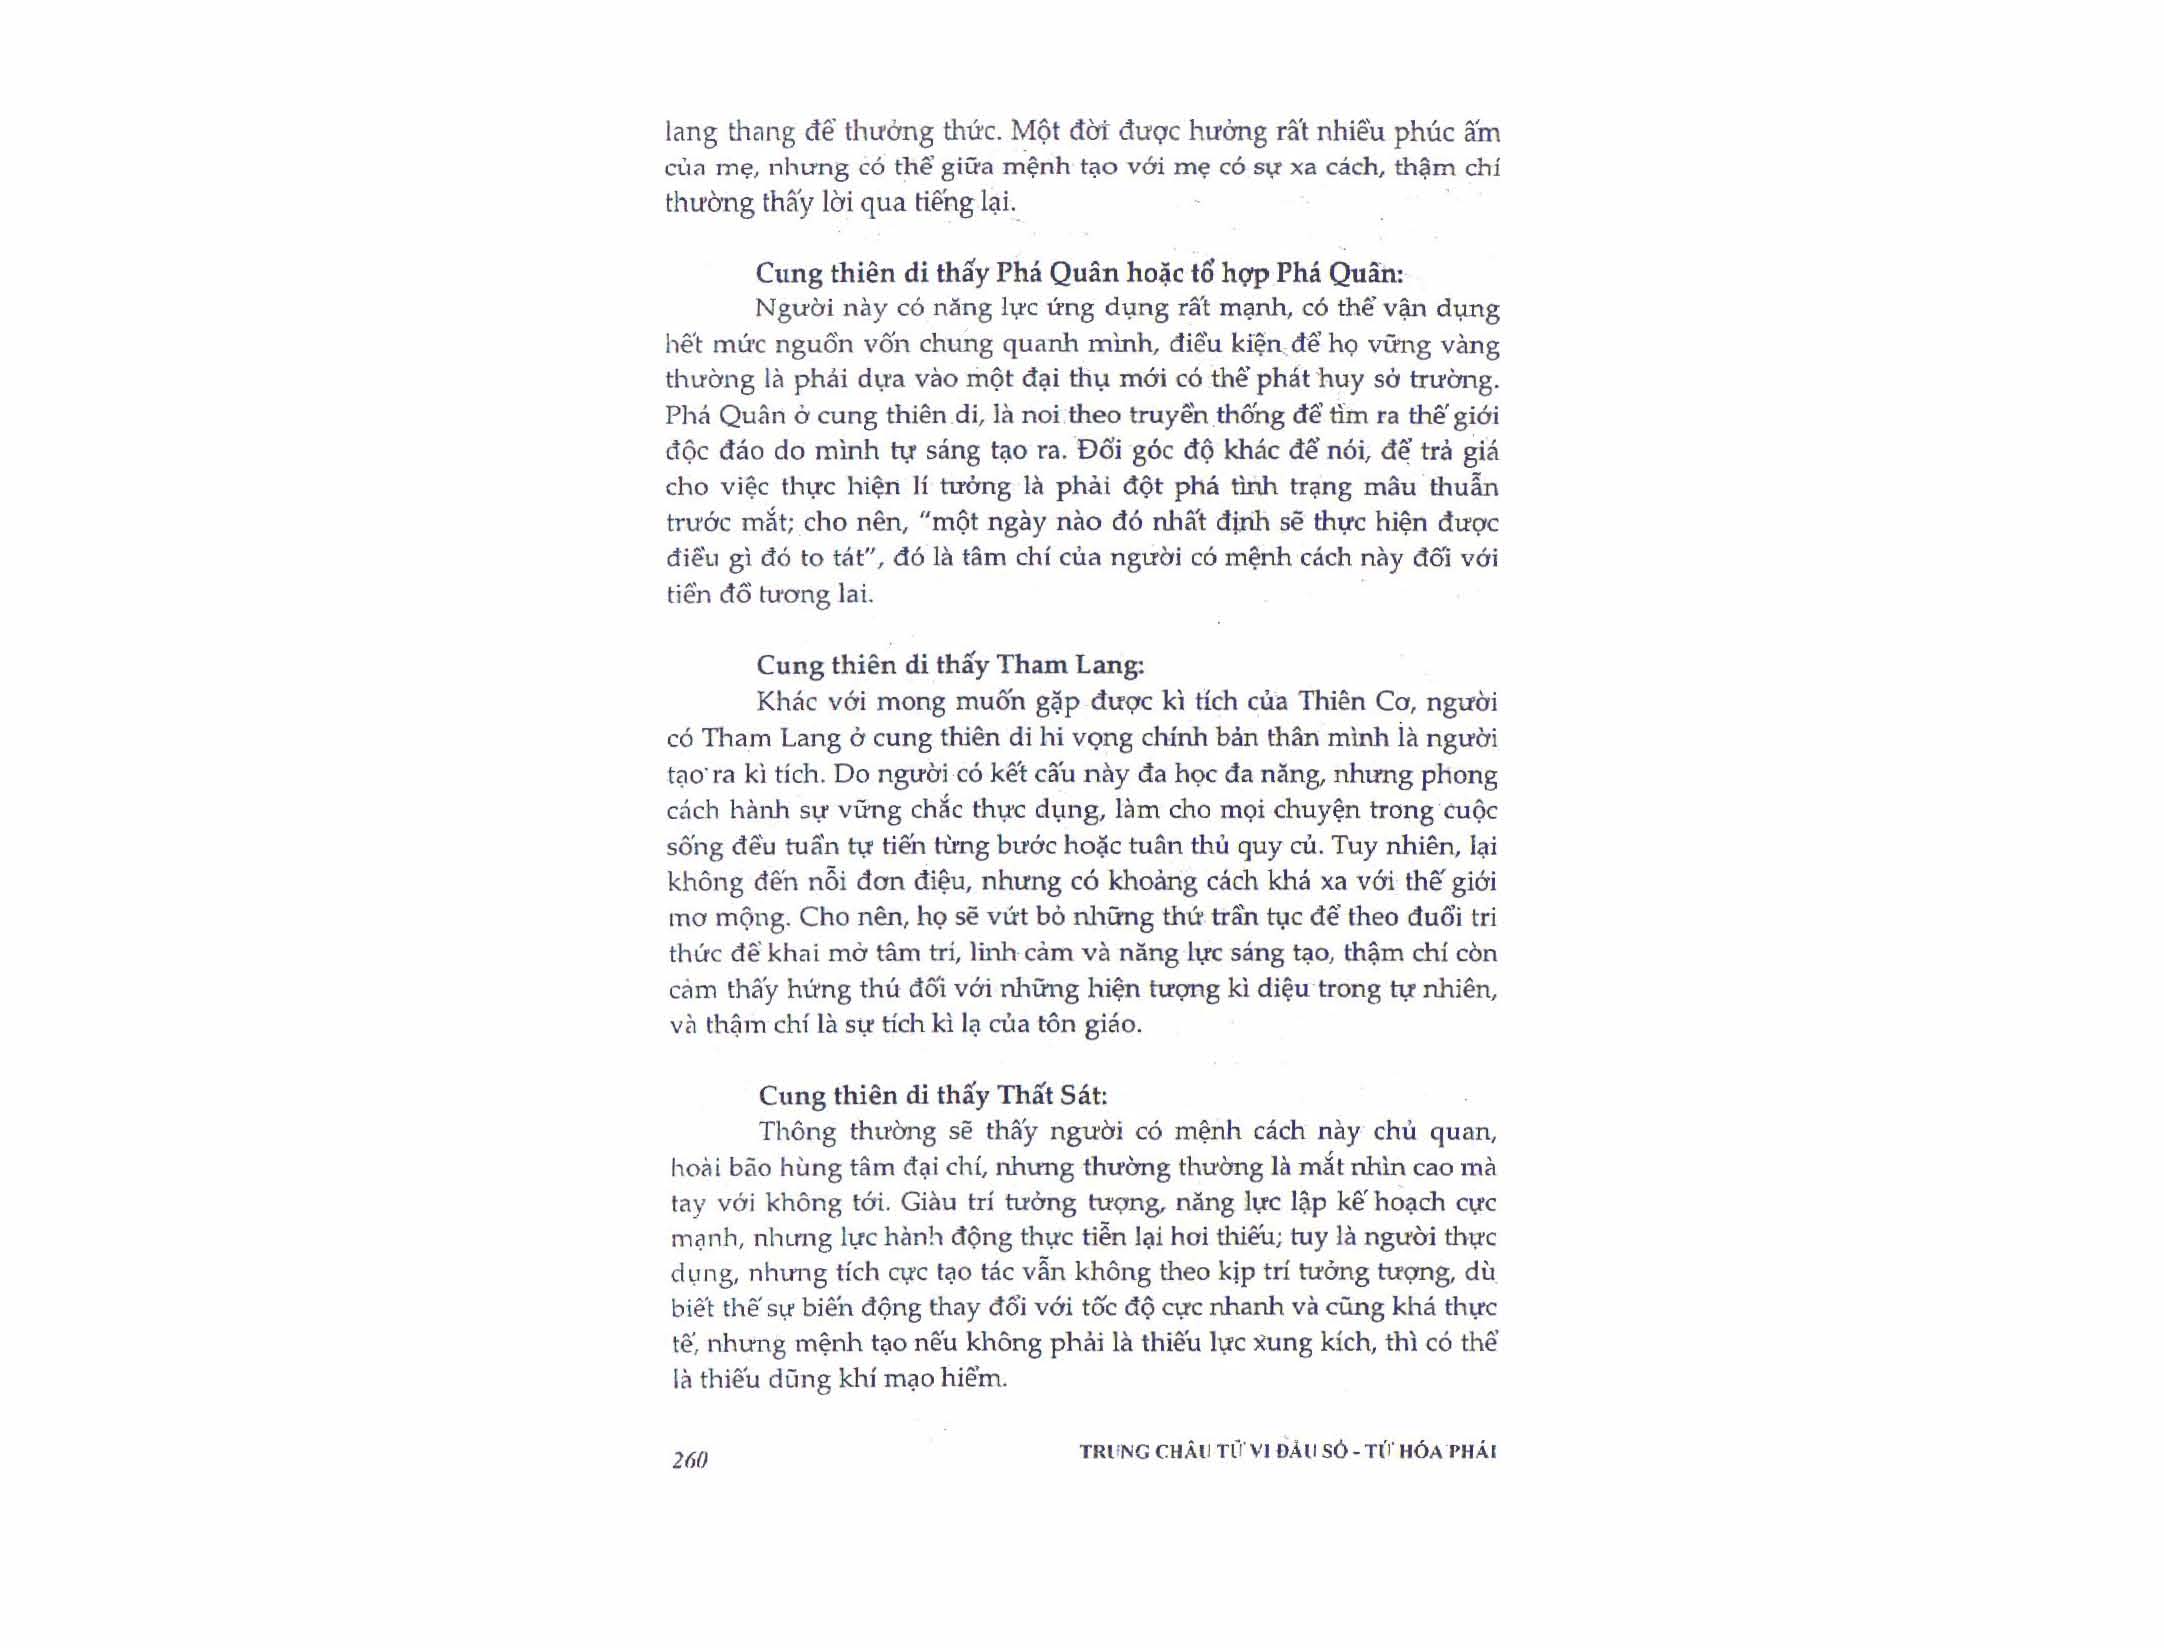 lang thang để thưởng thức. Một đời được hưởng rất nhiều phúc ấm
của mẹ, nhưng có thể giữa mệnh tạo với mẹ có sự xa cách, thậm chí
thường thấy lời qua tiếng lại.
Cung thiên di thấy Phá Quân hoặc tổ hợp Phá Quân:
Người này có năng lực ứng dụng rất mạnh, có thể vận dụng
hết mức nguồn vốn chung quanh mình, điều kiện để họ vững vàng
thường là phải dựa vào một đại thụ mới có thể phát huy sở trường.
Phá Quân ở cung thiên di, là noi theo truyền thống để tìm ra thế giới
độc đáo do mình tự sáng tạo ra. Đổi góc độ khác để nói, để trả giá
cho việc thực hiện lí tưởng là phải đột phá tình trạng mâu thuẫn
trước mắt; cho nên, "một ngày nào đó nhất định sẽ thực hiện được
điều gì đó to tát", đó là tâm chí của người có mệnh cách này đối với
tiền đồ tương lai.
Cung thiên di thấy Tham Lang:
Khác với mong muốn gặp được kì tích của Thiên Cơ, người
có Tham Lang ở cung thiên di hi vọng chính bản thân mình là người
tạo ra kì tích. Do người có kết cấu này đa học đa năng, nhưng phong
cách hành sự vững chắc thực dụng, làm cho mọi chuyện trong cuộc
sống đều tuần tự tiến từng bước hoặc tuân thủ quy củ. Tuy nhiên, lại
không đến nỗi đơn điệu, nhưng có khoảng cách khá xa với thế giới
mơ mộng. Cho nên, họ sẽ vứt bỏ những thứ trần tục để theo đuổi tri
thức để khai mở tâm trí, linh cảm và năng lực sáng tạo, thậm chí còn
cảm thấy hứng thú đối với những hiện tượng kì diệu trong tự nhiên,
và thậm chí là sự tích kì lạ của tôn giáo.
Cung thiên di thấy Thất Sát:
Thông thường sẽ thấy người có mệnh cách này chủ quan,
hoài bão hùng tâm đại chí, nhưng thường thường là mắt nhìn cao mà
tay với không tới. Giàu trí tưởng tượng, năng lực lập kế hoạch cực
mạnh, nhưng lực hành động thực tiễn lại hơi thiếu; tuy là người thực
dụng, nhưng tích cực tạo tác vẫn không theo kịp trí tưởng tượng, dù
biết thế sự biến động thay đổi với tốc độ cực nhanh và cũng khá thực
tế, nhưng mệnh tạo nếu không phải là thiếu lực xung kích, thì có thể
là thiếu dũng khí mạo hiểm.
260
TRUNG CHÂU TỬ VI ĐẨU SỐ - TỨ HÓA PHÁI